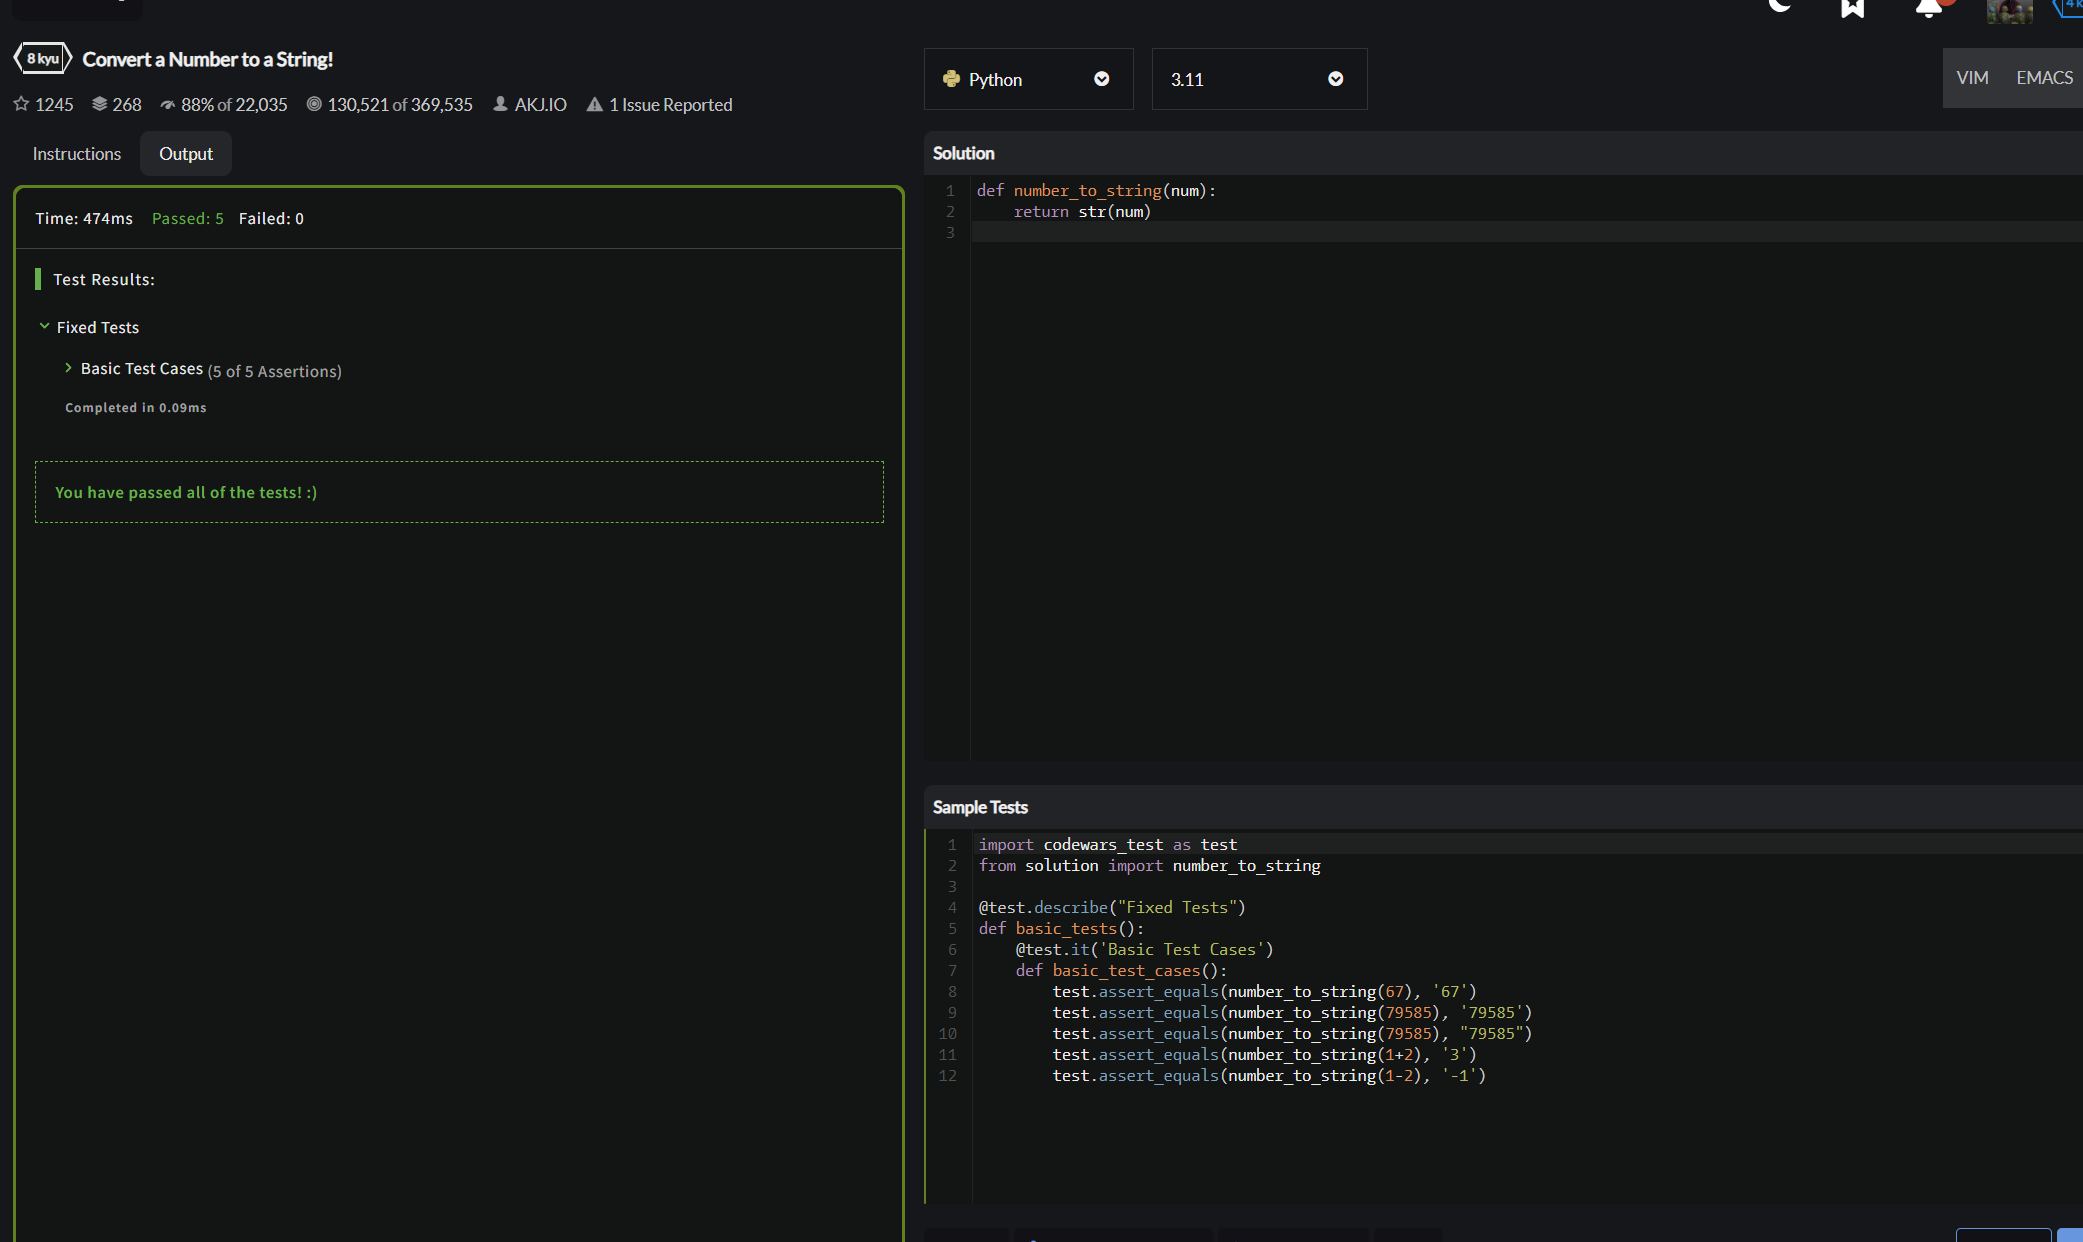 8 kyu Convert a Number to a String!
1245 268 88% of 22,035 130,521 of 369,535 AKJ.IO 1 Issue Reported
Instructions Output
Time: 474ms Passed: 5 Failed: 0
Test Results:
Fixed Tests
Basic Test Cases (5 of 5 Assertions)
Completed in 0.09ms
You have passed all of the tests! :)
Python 3.11 VIM EMACS
Solution
1 def number_to_string(num):
2     return str(num)
3
Sample Tests
1 import codewars_test as test
2 from solution import number_to_string
3
4 @test.describe("Fixed Tests")
5 def basic_tests():
6     @test.it('Basic Test Cases')
7     def basic_test_cases():
8         test.assert_equals(number_to_string(67), '67')
9         test.assert_equals(number_to_string(79585), '79585')
10         test.assert_equals(number_to_string(79585), "79585")
11         test.assert_equals(number_to_string(1+2), '3')
12         test.assert_equals(number_to_string(1-2), '-1')